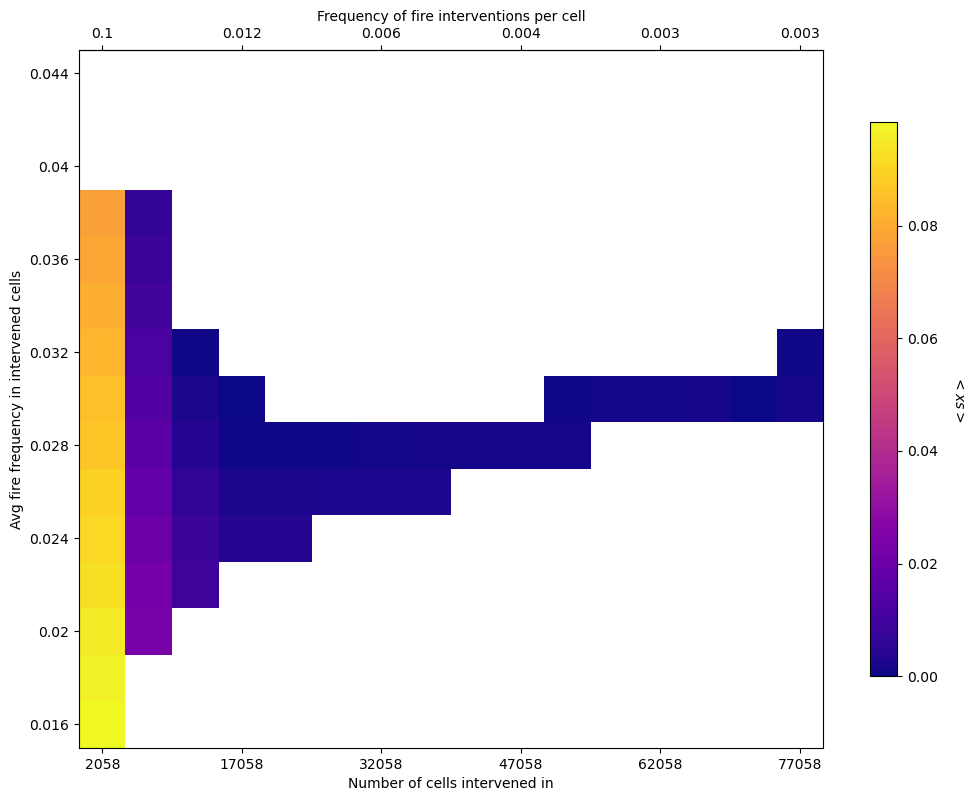 Frequency of fire interventions per cell
0.1 0.012 0.006 0.004 0.003 0.003
0.044
0.04
0.036
0.032
0.028
0.024
0.02
0.016
Avg fire frequency in intervened cells
2058 17058 32058 47058 62058 77058
Number of cells intervened in
0.08
0.06
0.04
0.02
0.00
< sx >